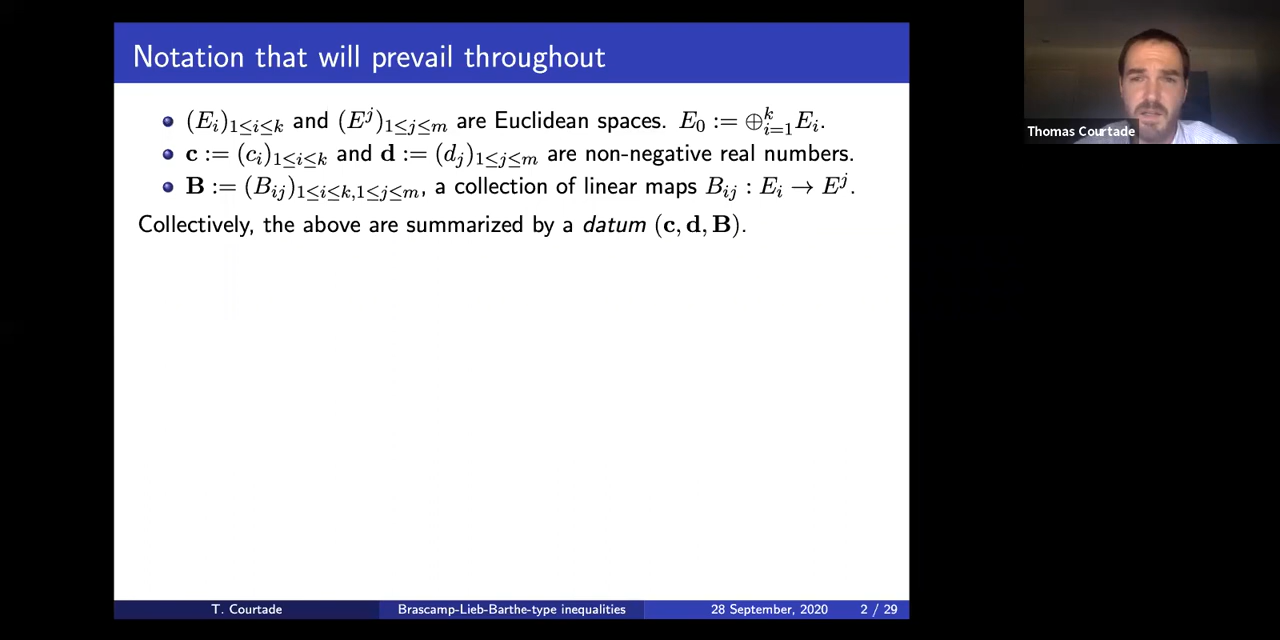 Notation that will prevail throughout
(E_i)_{1≤i≤k} and (E^j)_{1≤j≤m} are Euclidean spaces. E_0 := ⊕_{i=1}^k E_i.
c := (c_i)_{1≤i≤k} and d := (d_j)_{1≤j≤m} are non-negative real numbers.
B := (B_{ij})_{1≤i≤k,1≤j≤m}, a collection of linear maps B_{ij} : E_i → E^j.
Collectively, the above are summarized by a datum (c, d, B).
T. Courtade Brascamp-Lieb-Barthe-type inequalities 28 September, 2020 2 / 29
Thomas Courtade